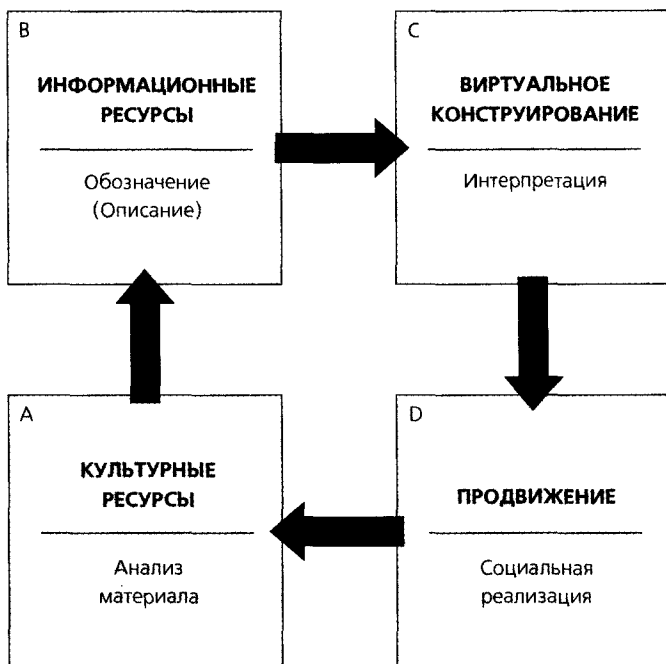 B
ИНФОРМАЦИОННЫЕ
РЕСУРСЫ
Обозначение
(Описание)
C
ВИРТУАЛЬНОЕ
КОНСТРУИРОВАНИЕ
Интерпретация
A
КУЛЬТУРНЫЕ
РЕСУРСЫ
Анализ
материала
D
ПРОДВИЖЕНИЕ
Социальная
реализация